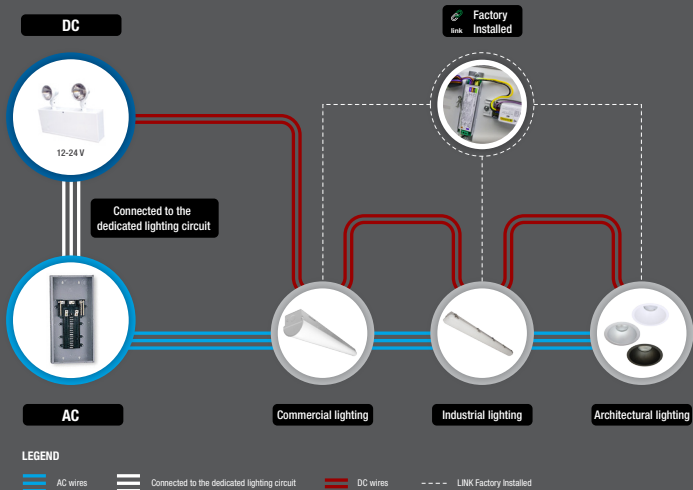 DC
link
Factory
Installed
12-24 V
Connected to the
dedicated lighting circuit
AC
Commercial lighting
Industrial lighting
Architectural lighting
LEGEND
AC wires
Connected to the dedicated lighting circuit
DC wires
LINK Factory Installed